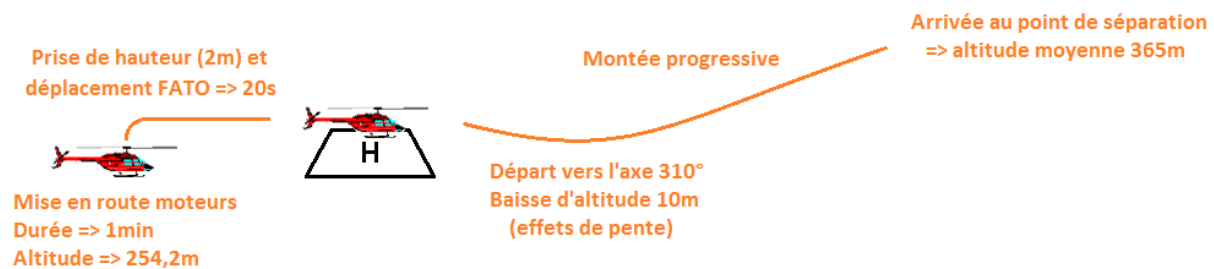 Prise de hauteur (2m) et
déplacement FATO => 20s
Mise en route moteurs
Durée => 1min
Altitude => 254,2m
H
Départ vers l'axe 310°
Baisse d'altitude 10m
(effets de pente)
Montée progressive
Arrivée au point de séparation
=> altitude moyenne 365m